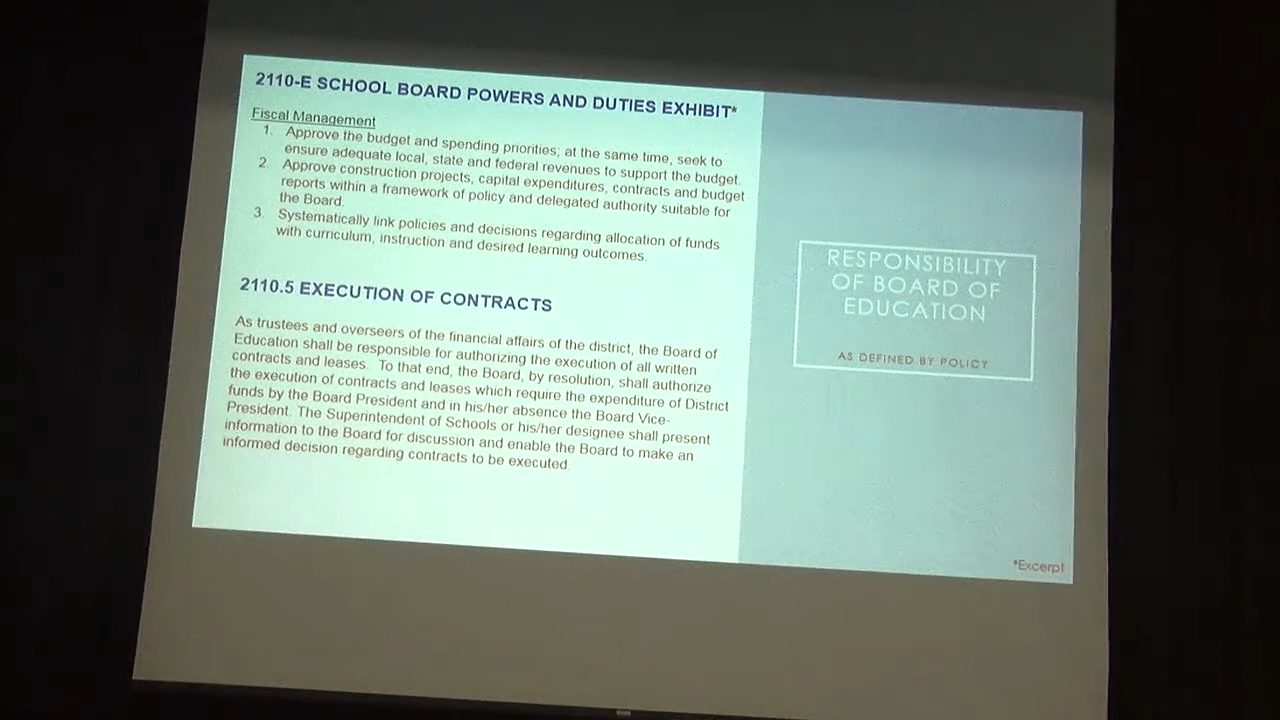 2110-E SCHOOL BOARD POWERS AND DUTIES EXHIBIT*
Fiscal Management
1. Approve the budget and spending priorities; at the same time, seek to
ensure adequate local, state and federal revenues to support the budget.
2. Approve construction projects, capital expenditures, contracts and budget
reports within a framework of policy and delegated authority suitable for
the Board.
3. Systematically link policies and decisions regarding allocation of funds
with curriculum, instruction and desired learning outcomes.
2110.5 EXECUTION OF CONTRACTS
As trustees and overseers of the financial affairs of the district, the Board of
Education shall be responsible for authorizing the execution of all written
contracts and leases. To that end, the Board, by resolution, shall authorize
the execution of contracts and leases which require the expenditure of District
funds by the Board President and in his/her absence the Board Vice-
President. The Superintendent of Schools or his/her designee shall present
information to the Board for discussion and enable the Board to make an
informed decision regarding contracts to be executed.
RESPONSIBILITY
OF BOARD OF
EDUCATION
AS DEFINED BY POLICY
*Excerpt